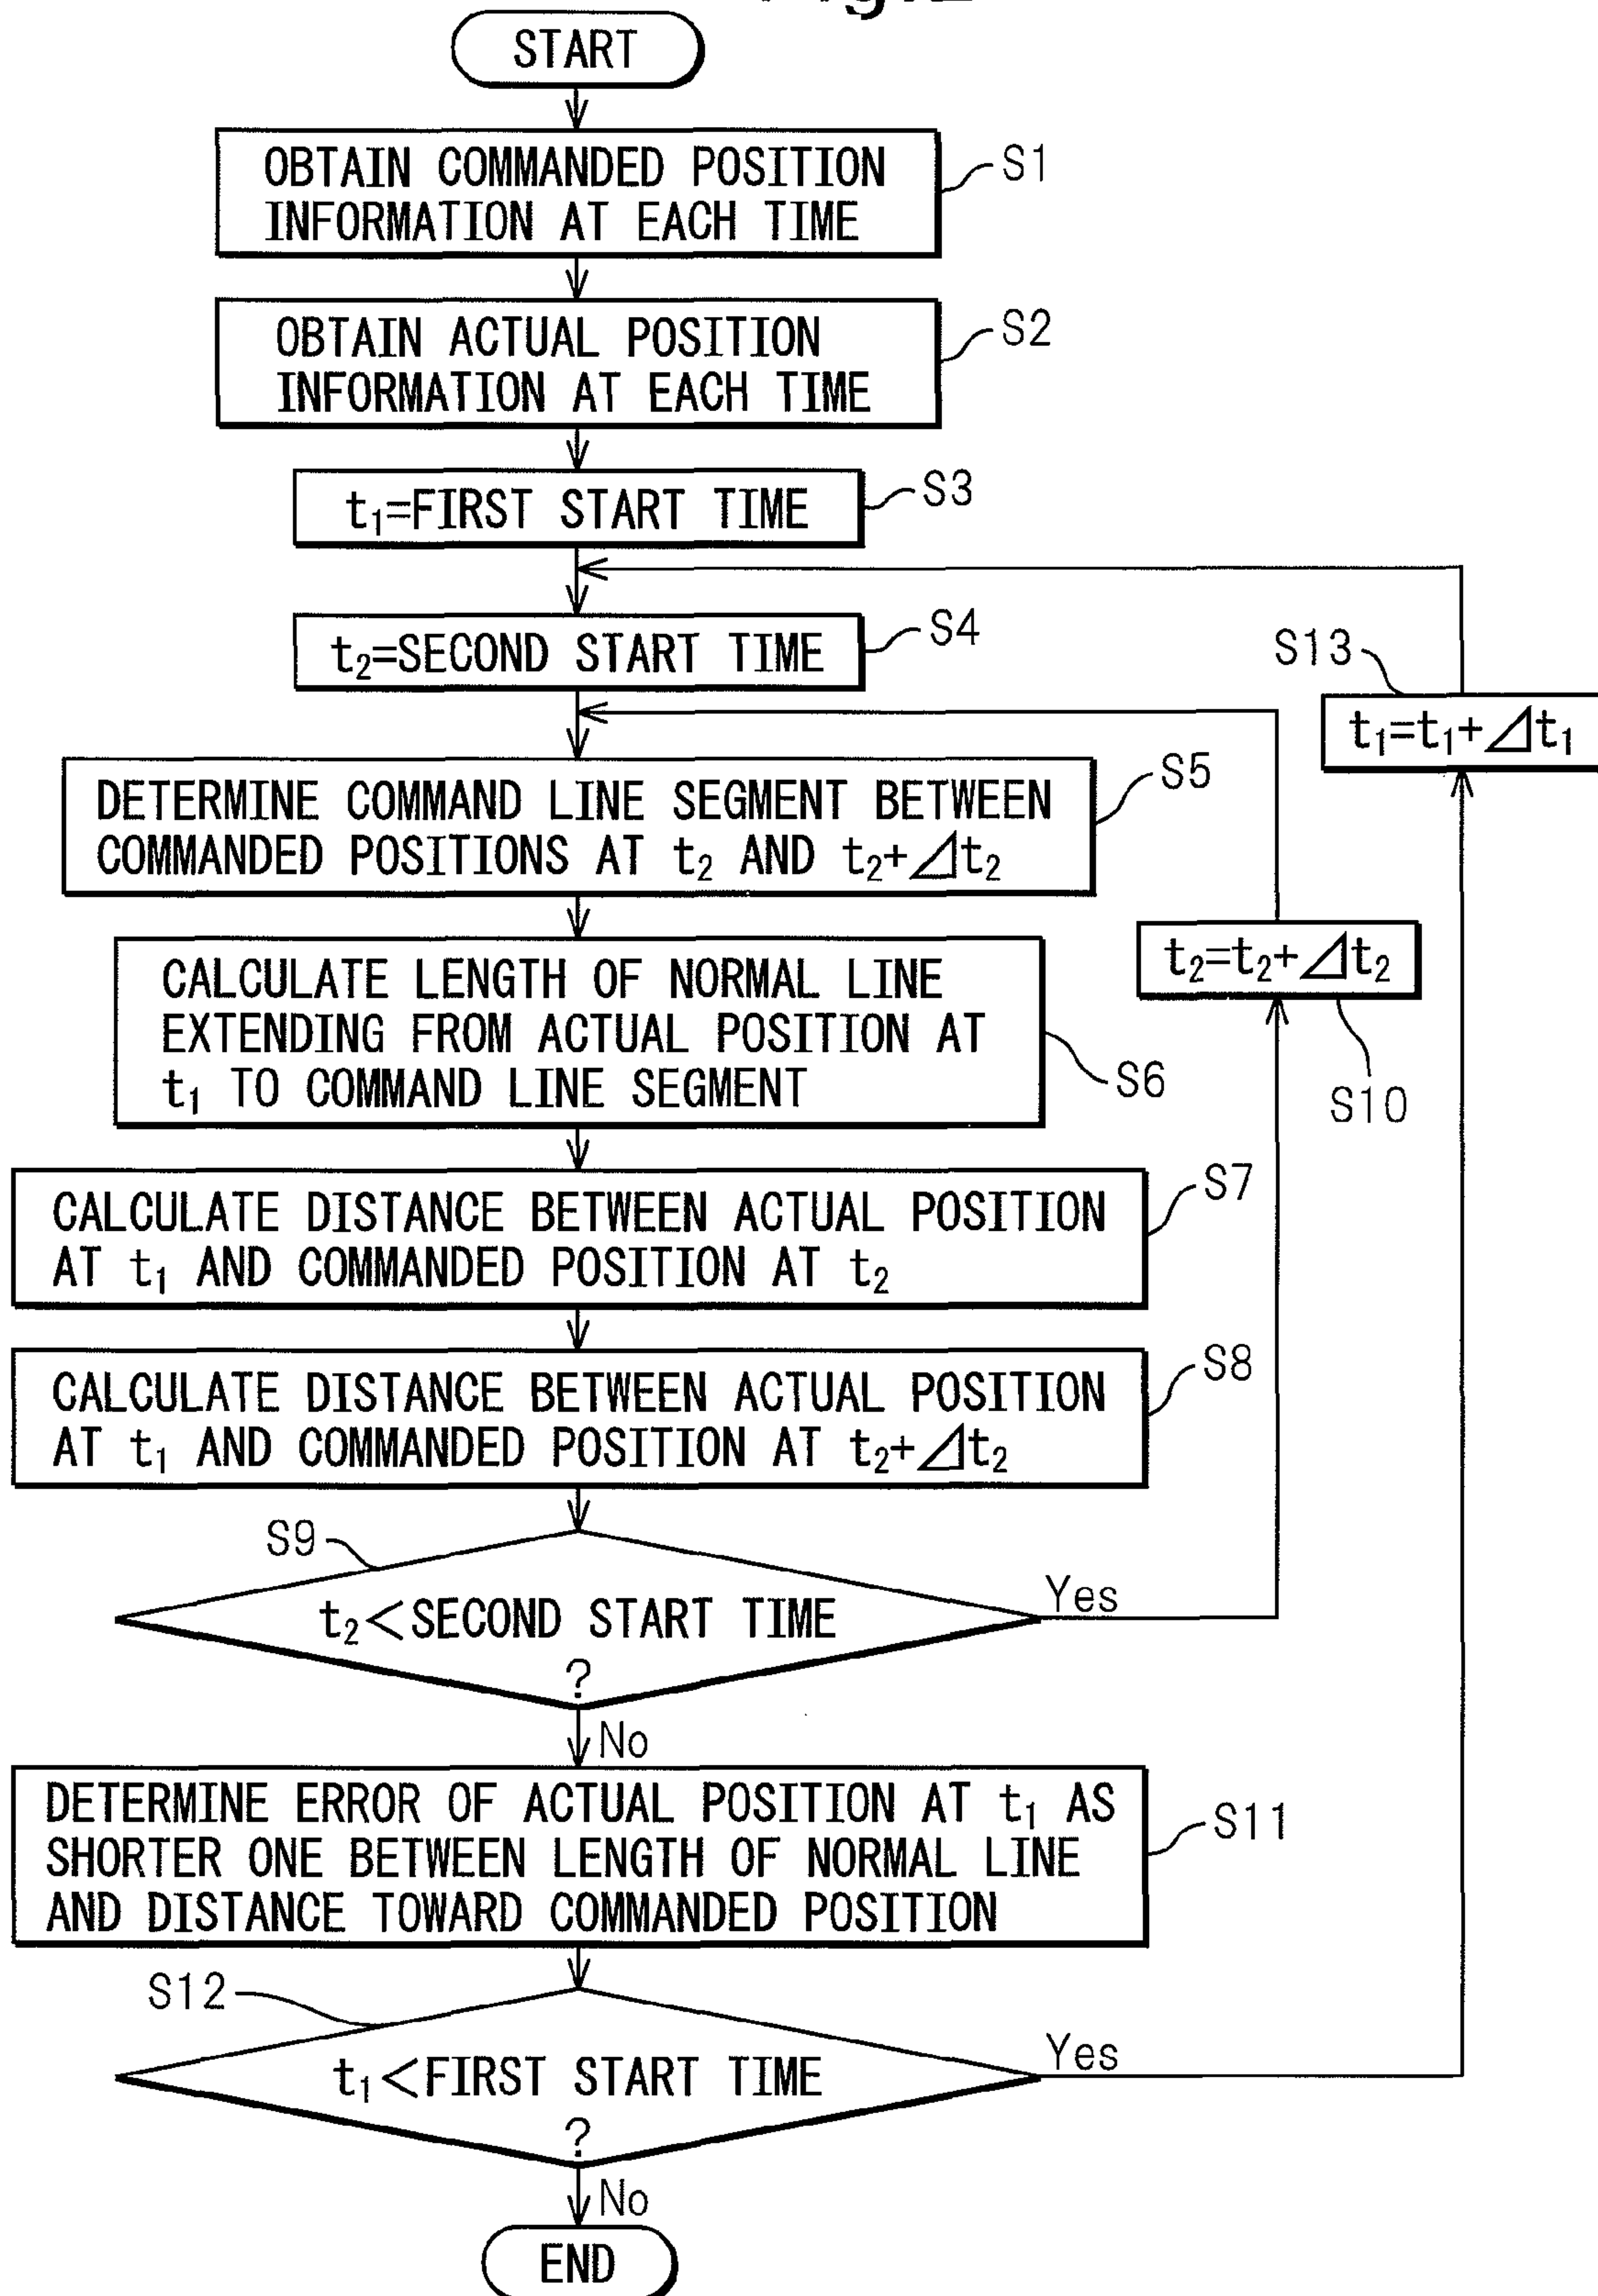 START
OBTAIN COMMANDED POSITION
INFORMATION AT EACH TIME
S1
OBTAIN ACTUAL POSITION
INFORMATION AT EACH TIME
S2
t₁=FIRST START TIME
S3
t₂=SECOND START TIME
S4
S13
t₁=t₁+⊿t₁
DETERMINE COMMAND LINE SEGMENT BETWEEN
COMMANDED POSITIONS AT t₂ AND t₂+⊿t₂
S5
t₂=t₂+⊿t₂
S10
CALCULATE LENGTH OF NORMAL LINE
EXTENDING FROM ACTUAL POSITION AT
t₁ TO COMMAND LINE SEGMENT
S6
CALCULATE DISTANCE BETWEEN ACTUAL POSITION
AT t₁ AND COMMANDED POSITION AT t₂
S7
CALCULATE DISTANCE BETWEEN ACTUAL POSITION
AT t₁ AND COMMANDED POSITION AT t₂+⊿t₂
S8
S9
t₂<SECOND START TIME
?
Yes
No
DETERMINE ERROR OF ACTUAL POSITION AT t₁ AS
SHORTER ONE BETWEEN LENGTH OF NORMAL LINE
AND DISTANCE TOWARD COMMANDED POSITION
S11
S12
t₁<FIRST START TIME
?
Yes
No
END